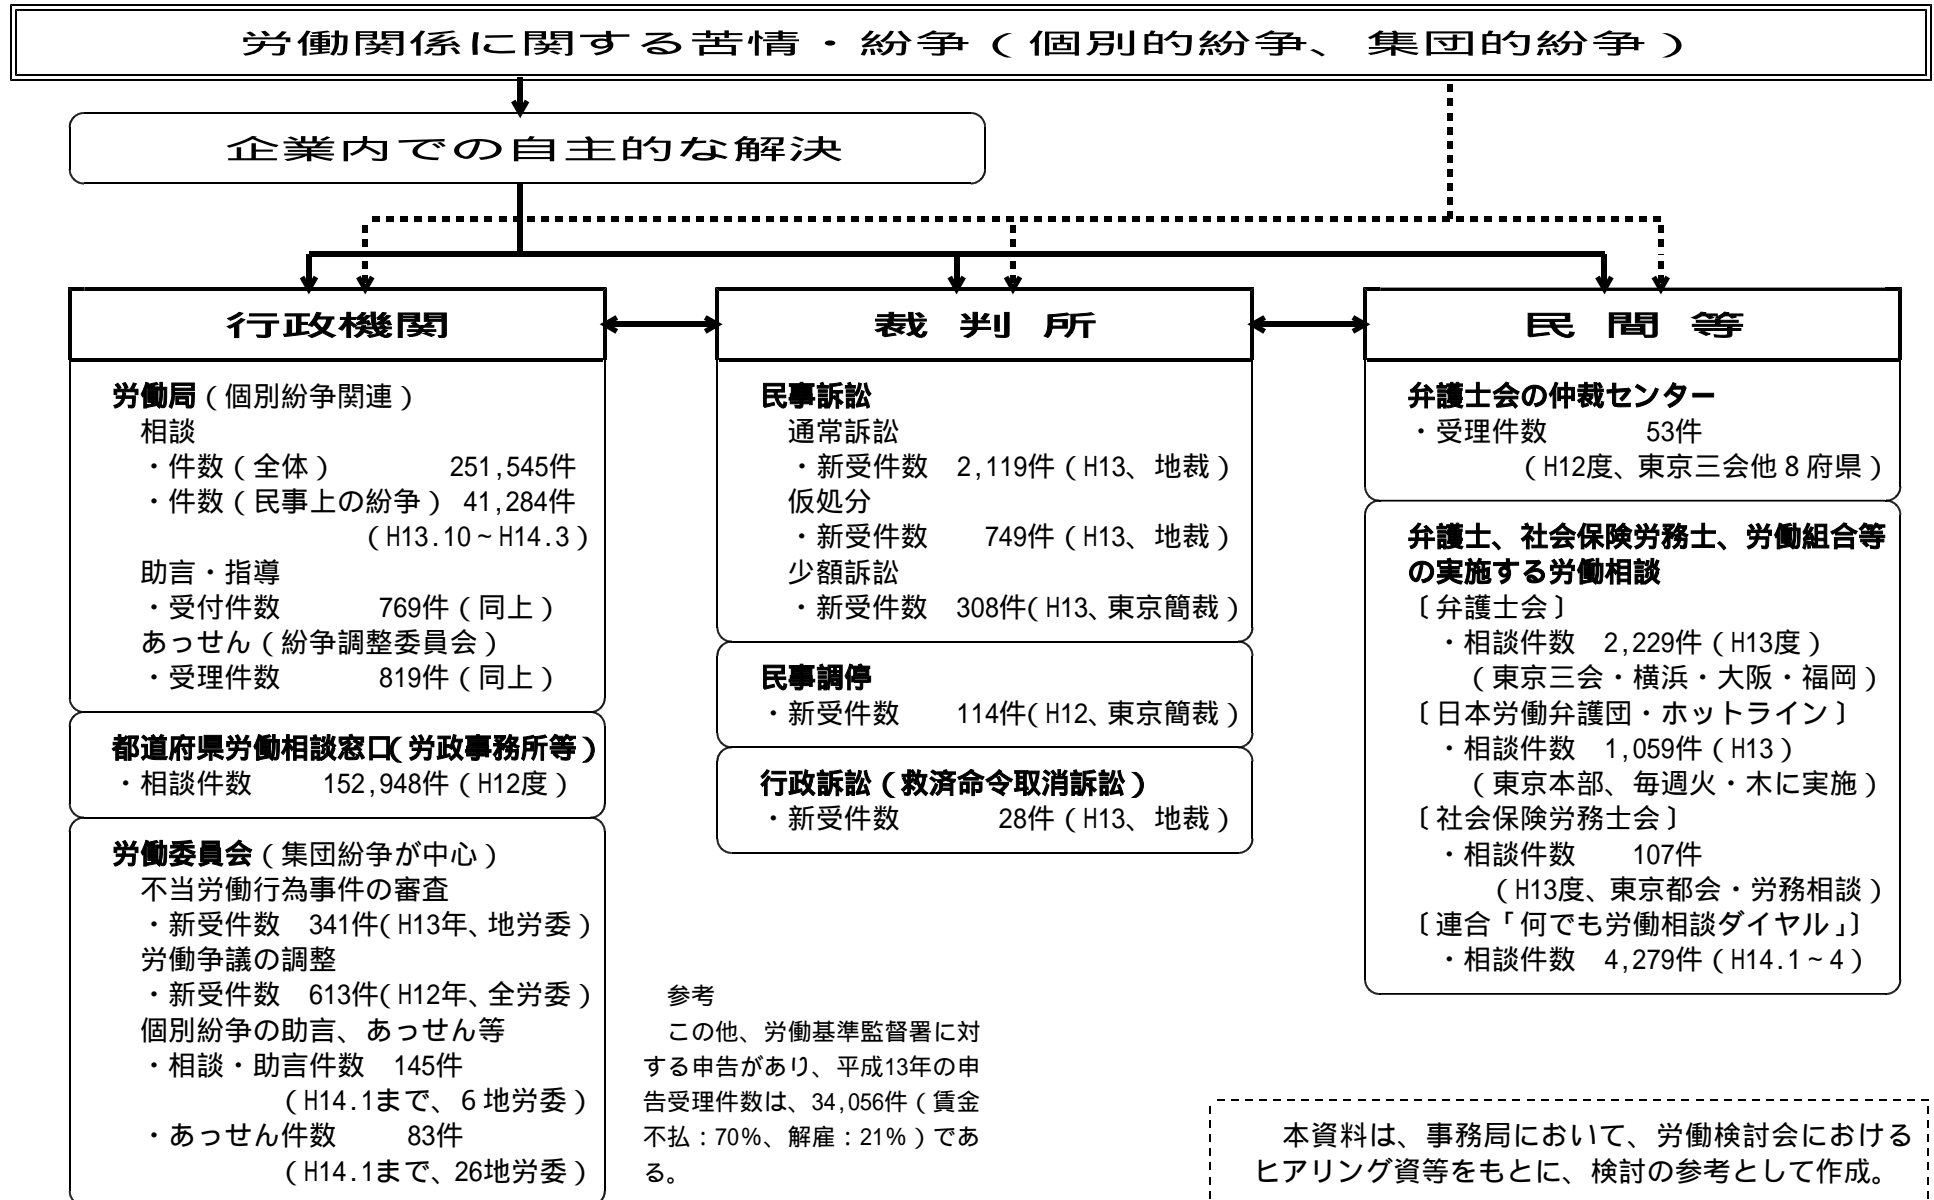 労働関係に関する苦情・紛争（個別的紛争、集団的紛争）
企業内での自主的な解決
行政機関
労働局（個別紛争関連）
相談
・件数（全体）　251,545件
・件数（民事上の紛争）41,284件
（H13.10～H14.3）
助言・指導
・受付件数　769件（同上）
あっせん（紛争調整委員会）
・受理件数　819件（同上）
都道府県労働相談窓口（労政事務所等）
・相談件数　152,948件（H12度）
労働委員会（集団紛争が中心）
不当労働行為事件の審査
・新受件数　341件（H13年、地労委）
労働争議の調整
・新受件数　613件（H12年、全労委）
個別紛争の助言、あっせん等
・相談・助言件数　145件
（H14.1まで、６地労委）
・あっせん件数　83件
（H14.1まで、26地労委）
裁判所
民事訴訟
通常訴訟
・新受件数　2,119件（H13、地裁）
仮処分
・新受件数　749件（H13、地裁）
少額訴訟
・新受件数　308件（H13、東京簡裁）
民事調停
・新受件数　114件（H12、東京簡裁）
行政訴訟（救済命令取消訴訟）
・新受件数　28件（H13、地裁）
参考
この他、労働基準監督署に対
する申告があり、平成13年の申
告受理件数は、34,056件（賃金
不払：70％、解雇：21％）であ
る。
民間等
弁護士会の仲裁センター
・受理件数　53件
（H12度、東京三会他８府県）
弁護士、社会保険労務士、労働組合等
の実施する労働相談
〔弁護士会〕
・相談件数　2,229件（H13度）
（東京三会・横浜・大阪・福岡）
〔日本労働弁護団・ホットライン〕
・相談件数　1,059件（H13）
（東京本部、毎週火・木に実施）
〔社会保険労務士会〕
・相談件数　107件
（H13度、東京都会・労務相談）
〔連合「何でも労働相談ダイヤル」〕
・相談件数　4,279件（H14.1～4）
本資料は、事務局において、労働検討会における
ヒアリング資等をもとに、検討の参考として作成。